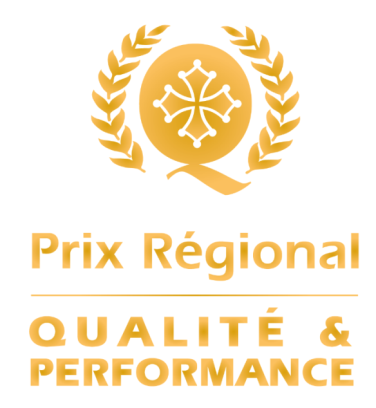 Prix Régional
QUALITÉ &
PERFORMANCE